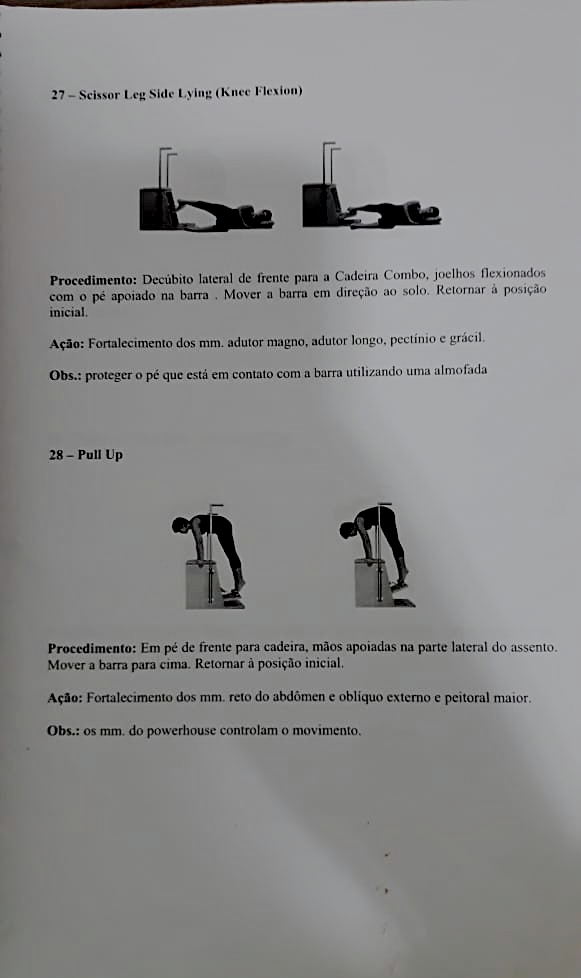 27 – Scissor Leg Side Lying (Knee Flexion)
Procedimento: Decúbito lateral de frente para a Cadeira Combo, joelhos flexionados
com o pé apoiado na barra . Mover a barra em direção ao solo. Retornar à posição
inicial.
Ação: Fortalecimento dos mm. adutor magno, adutor longo, pectínio e grácil.
Obs.: proteger o pé que está em contato com a barra utilizando uma almofada
28 – Pull Up
Procedimento: Em pé de frente para cadeira, mãos apoiadas na parte lateral do assento.
Mover a barra para cima. Retornar à posição inicial.
Ação: Fortalecimento dos mm. reto do abdômen e oblíquo externo e peitoral maior.
Obs.: os mm. do powerhouse controlam o movimento.